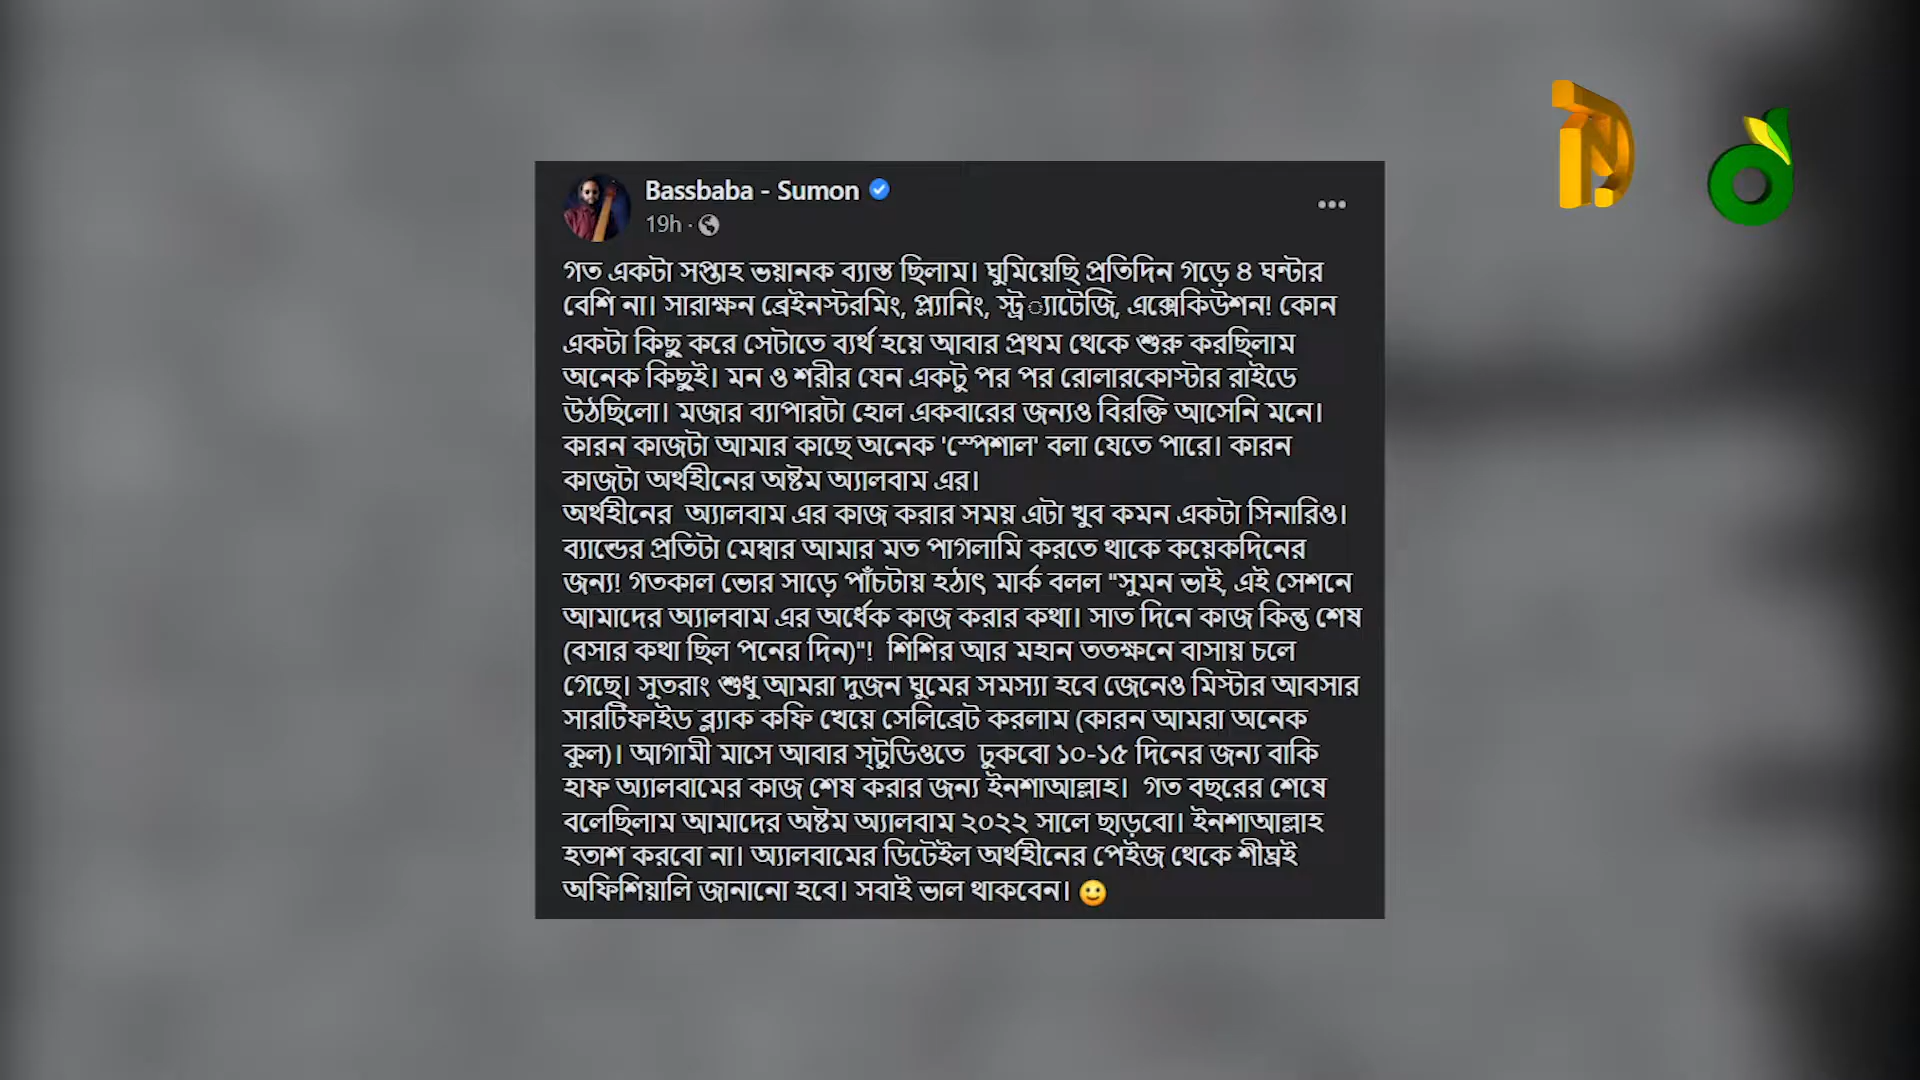 Bassbaba - Sumon
19h ·
গত একটা সপ্তাহ ভয়ানক ব্যাস্ত ছিলাম। ঘুমিয়েছি প্রতিদিন গড়ে ৪ ঘন্টার
বেশি না। সারাক্ষন ব্রেইনস্টরমিং, প্ল্যানিং, স্ট্র্যাটেজি, এক্সেকিউশন! কোন
একটা কিছু করে সেটাতে ব্যর্থ হয়ে আবার প্রথম থেকে শুরু করছিলাম
অনেক কিছুই। মন ও শরীর যেন একটু পর পর রোলারকোস্টার রাইডে
উঠছিলো। মজার ব্যাপারটা হোল একবারের জন্যও বিরক্তি আসেনি মনে।
কারন কাজটা আমার কাছে অনেক 'স্পেশাল' বলা যেতে পারে। কারন
কাজটা অর্থহীনের অষ্টম অ্যালবাম এর।
অর্থহীনের অ্যালবাম এর কাজ করার সময় এটা খুব কমন একটা সিনারিও।
ব্যান্ডের প্রতিটা মেম্বার আমার মত পাগলামি করতে থাকে কয়েকদিনের
জন্য! গতকাল ভোর সাড়ে পাঁচটায় হঠাৎ মার্ক বলল "সুমন ভাই, এই সেশনে
আমাদের অ্যালবাম এর অর্ধেক কাজ করার কথা। সাত দিনে কাজ কিন্তু শেষ
(বসার কথা ছিল পনের দিন)"! শিশির আর মহান ততক্ষনে বাসায় চলে
গেছে। সুতরাং শুধু আমরা দুজন ঘুমের সমস্যা হবে জেনেও মিস্টার আবসার
সারটিফাইড ব্ল্যাক কফি খেয়ে সেলিব্রেট করলাম (কারন আমরা অনেক
কুল)। আগামী মাসে আবার স্টুডিওতে ঢুকবো ১০-১৫ দিনের জন্য বাকি
হাফ অ্যালবামের কাজ শেষ করার জন্য ইনশাআল্লাহ। গত বছরের শেষে
বলেছিলাম আমাদের অষ্টম অ্যালবাম ২০২২ সালে ছাড়বো। ইনশাআল্লাহ
হতাশ করবো না। অ্যালবামের ডিটেইল অর্থহীনের পেইজ থেকে শীঘ্রই
অফিশিয়ালি জানানো হবে। সবাই ভাল থাকবেন। 🙂